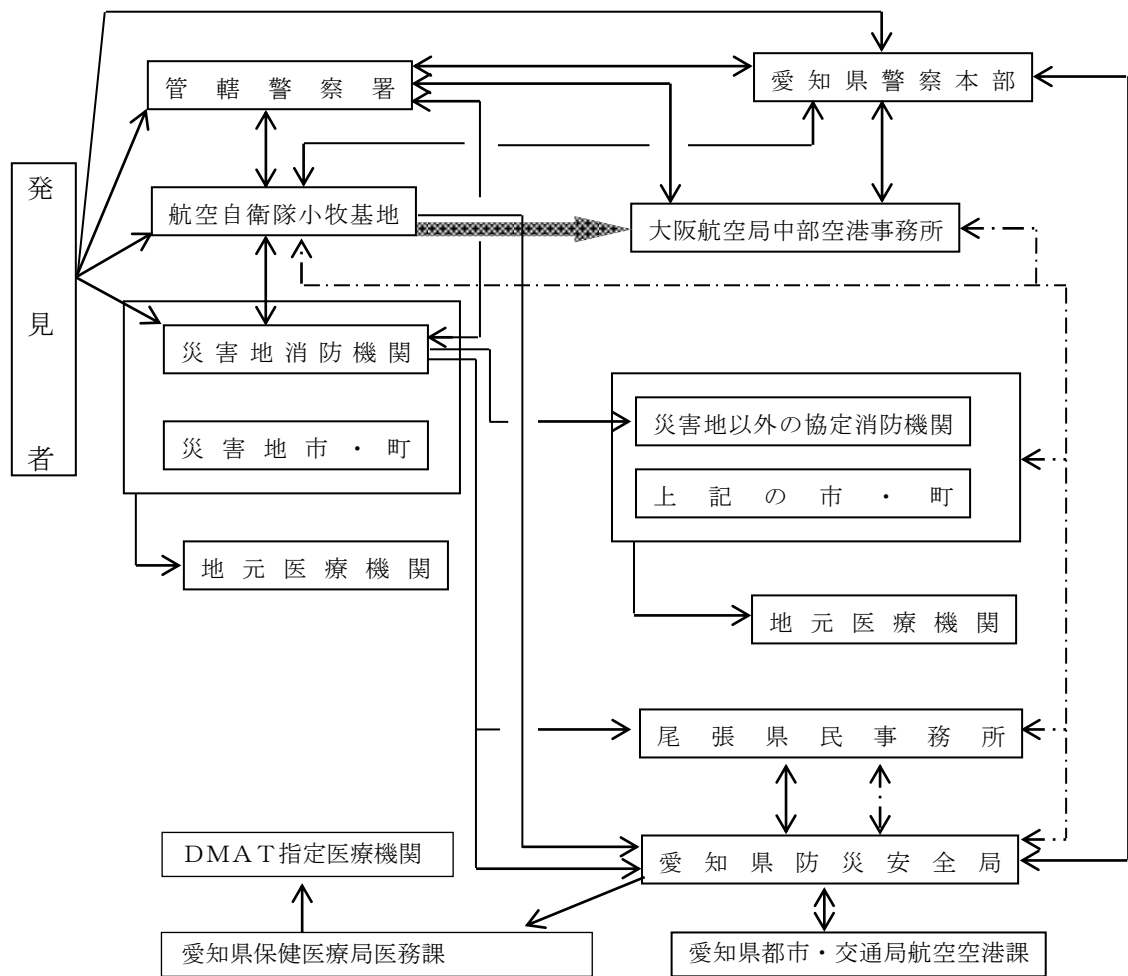 発見者
管轄警察署
愛知県警察本部
航空自衛隊小牧基地
大阪航空局中部空港事務所
災害地消防機関
災害地市・町
災害地以外の協定消防機関
上記の市・町
地元医療機関
地元医療機関
尾張県民事務所
DMAT指定医療機関
愛知県防災安全局
愛知県保健医療局医務課
愛知県都市・交通局航空空港課